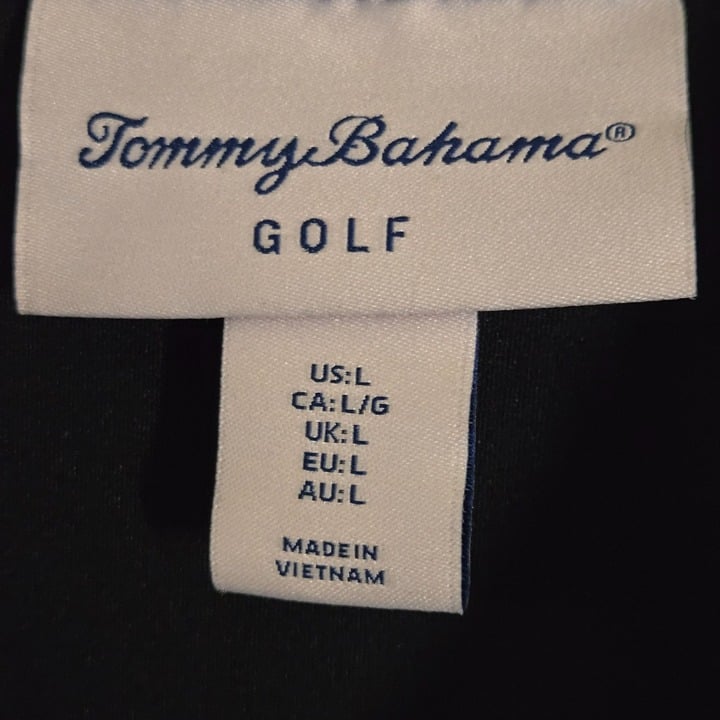 Tommy Bahama®
GOLF
US:L
CA:L/G
UK:L
EU:L
AU:L
MADE IN
VIETNAM